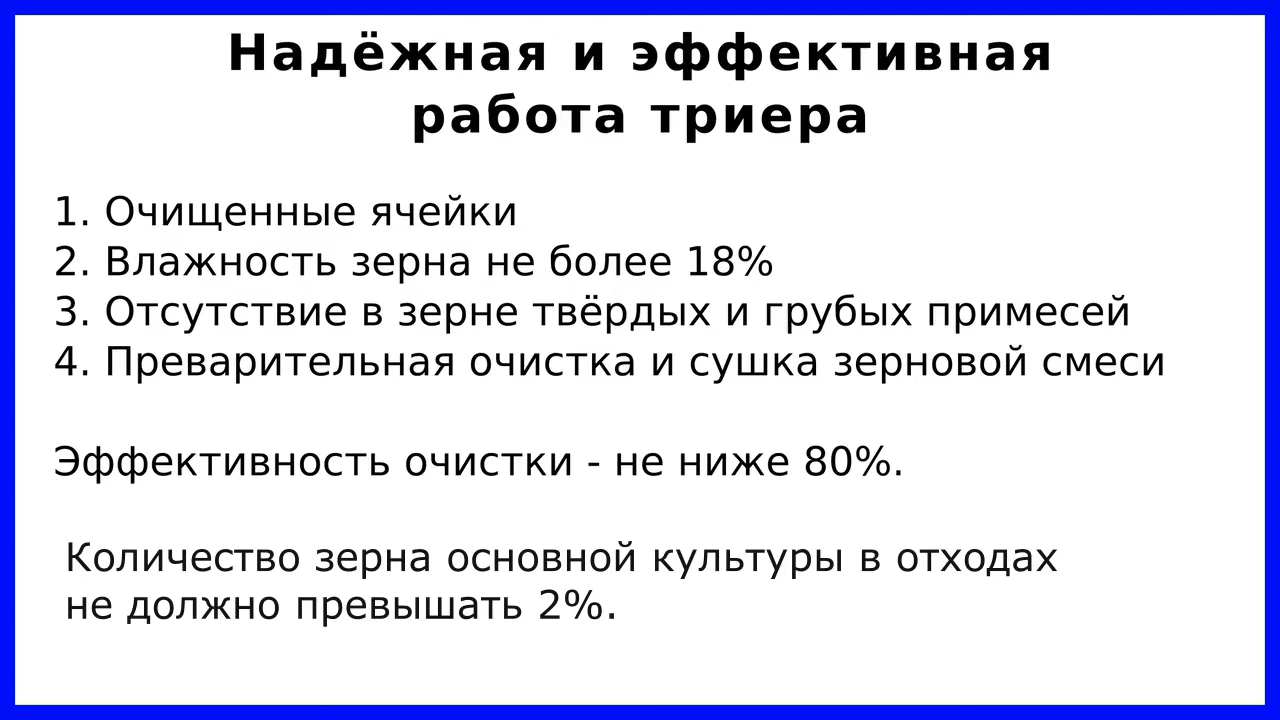 Надёжная и эффективная
работа триера
1. Очищенные ячейки
2. Влажность зерна не более 18%
3. Отсутствие в зерне твёрдых и грубых примесей
4. Преварительная очистка и сушка зерновой смеси
Эффективность очистки - не ниже 80%.
Количество зерна основной культуры в отходах
не должно превышать 2%.